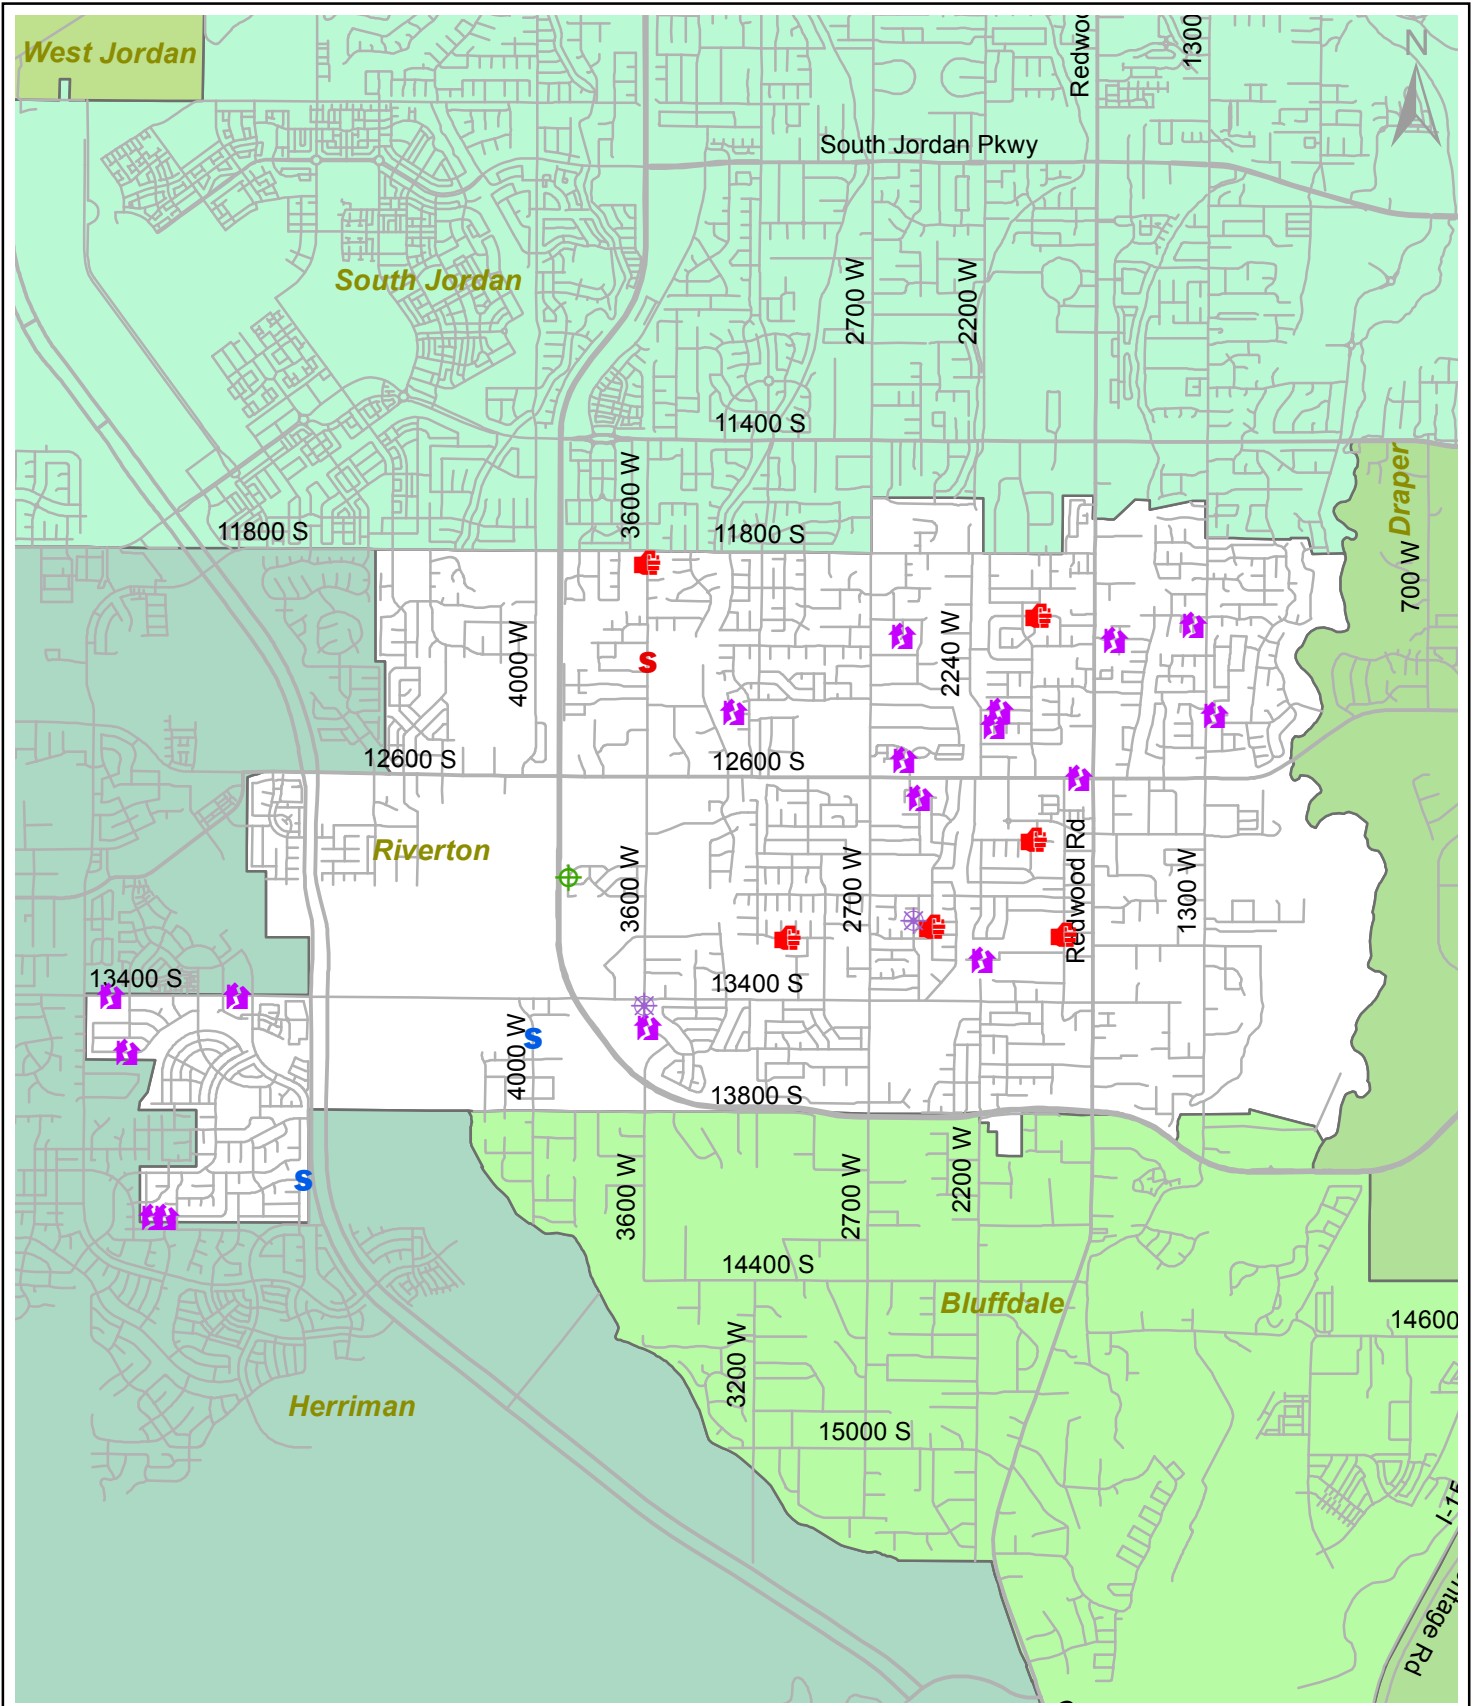 West Jordan
Redwoo
1300
N
South Jordan Pkwy
South Jordan
2700 W
2200 W
11400 S
3600 W
Draper
11800 S
11800 S
700 W
4000 W
2240 W
S
12600 S
12600 S
Riverton
3600 W
2700 W
Redwood Rd
1300 W
13400 S
13400 S
4000 W
S
13800 S
S
3600 W
2700 W
2200 W
14400 S
Bluffdale
14600
3200 W
Herriman
15000 S
I-15
ntage Rd